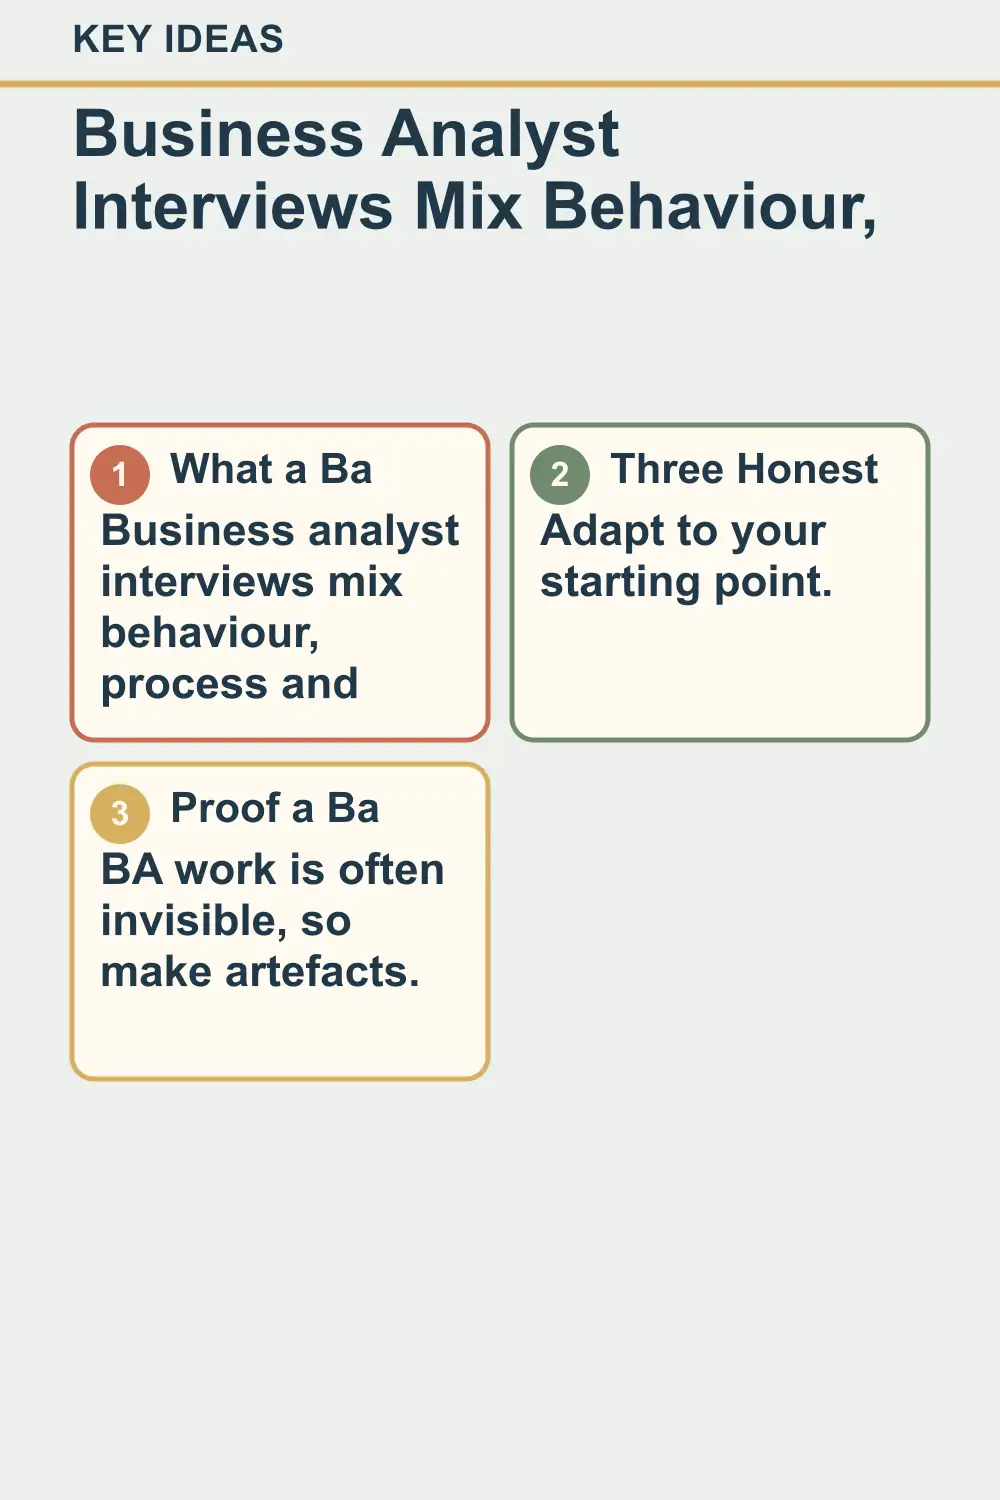 KEY IDEAS
Business Analyst
Interviews Mix Behaviour,
1 What a Ba
Business analyst
interviews mix
behaviour,
process and
2 Three Honest
Adapt to your
starting point.
3 Proof a Ba
BA work is often
invisible, so
make artefacts.